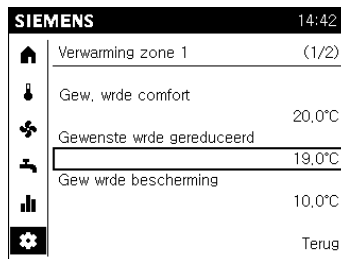 SIEMENS 14:42
Verwarming zone 1 (1/2)
Gew. wrde comfort
20,0°C
Gewenste wrde gereduceerd
19,0°C
Gew wrde bescherming
10,0°C
Terug